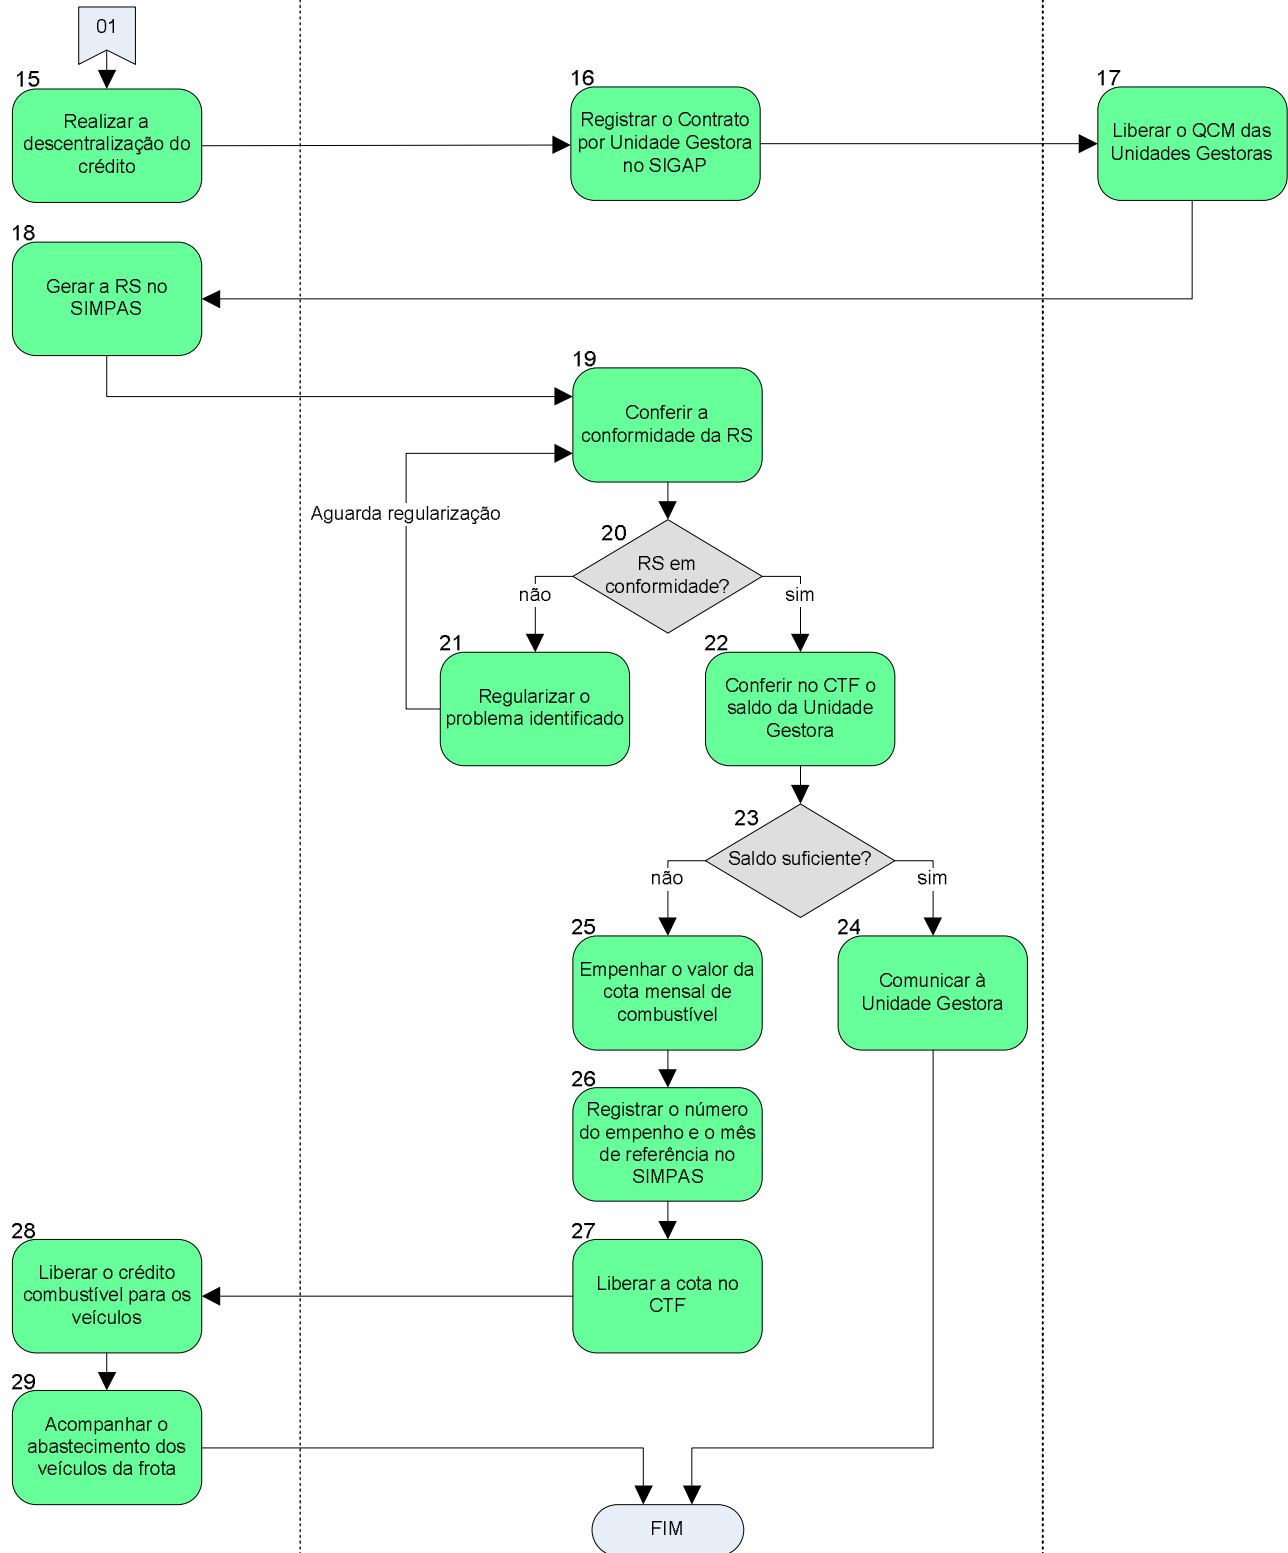 01
15
Realizar a
descentralização do
crédito
16
Registrar o Contrato
por Unidade Gestora
no SIGAP
17
Liberar o QCM das
Unidades Gestoras
18
Gerar a RS no
SIMPAS
19
Conferir a
conformidade da RS
Aguarda regularização
20
RS em
conformidade?
não
sim
21
Regularizar o
problema identificado
22
Conferir no CTF o
saldo da Unidade
Gestora
23
Saldo suficiente?
não
sim
25
Empenhar o valor da
cota mensal de
combustível
24
Comunicar à
Unidade Gestora
26
Registrar o número
do empenho e o mês
de referência no
SIMPAS
27
Liberar a cota no
CTF
28
Liberar o crédito
combustível para os
veículos
29
Acompanhar o
abastecimento dos
veículos da frota
FIM